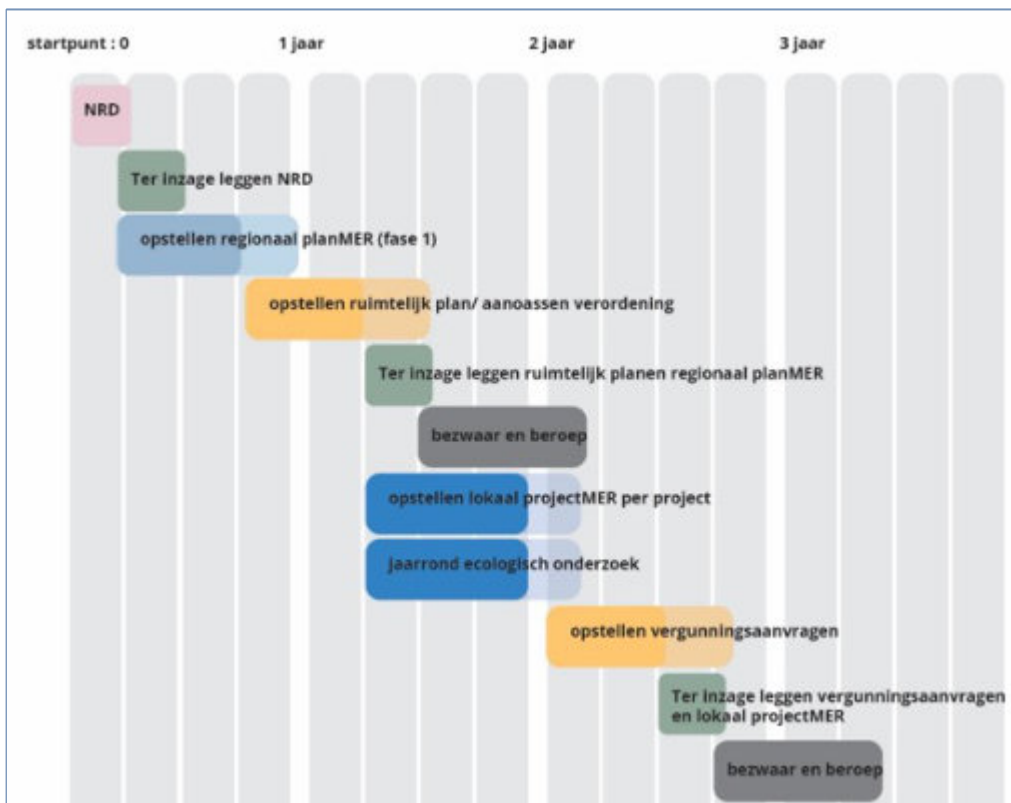 startpunt : 0
1 jaar
2 jaar
3 jaar
NRD
Ter inzage leggen NRD
opstellen regionaal planMER (fase 1)
opstellen ruimtelijk plan/ aanoassen verordening
Ter inzage leggen ruimtelijk planen regionaal planMER
bezwaar en beroep
opstellen lokaal projectMER per project
jaarrond ecologisch onderzoek
opstellen vergunningsaanvragen
Ter inzage leggen vergunningsaanvragen
en lokaal projectMER
bezwaar en beroep